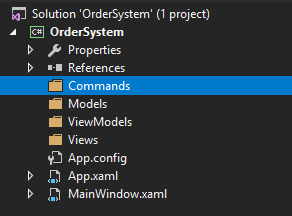 Solution 'OrderSystem' (1 project)
C# OrderSystem
Properties
References
Commands
Models
ViewModels
Views
App.config
App.xaml
MainWindow.xaml